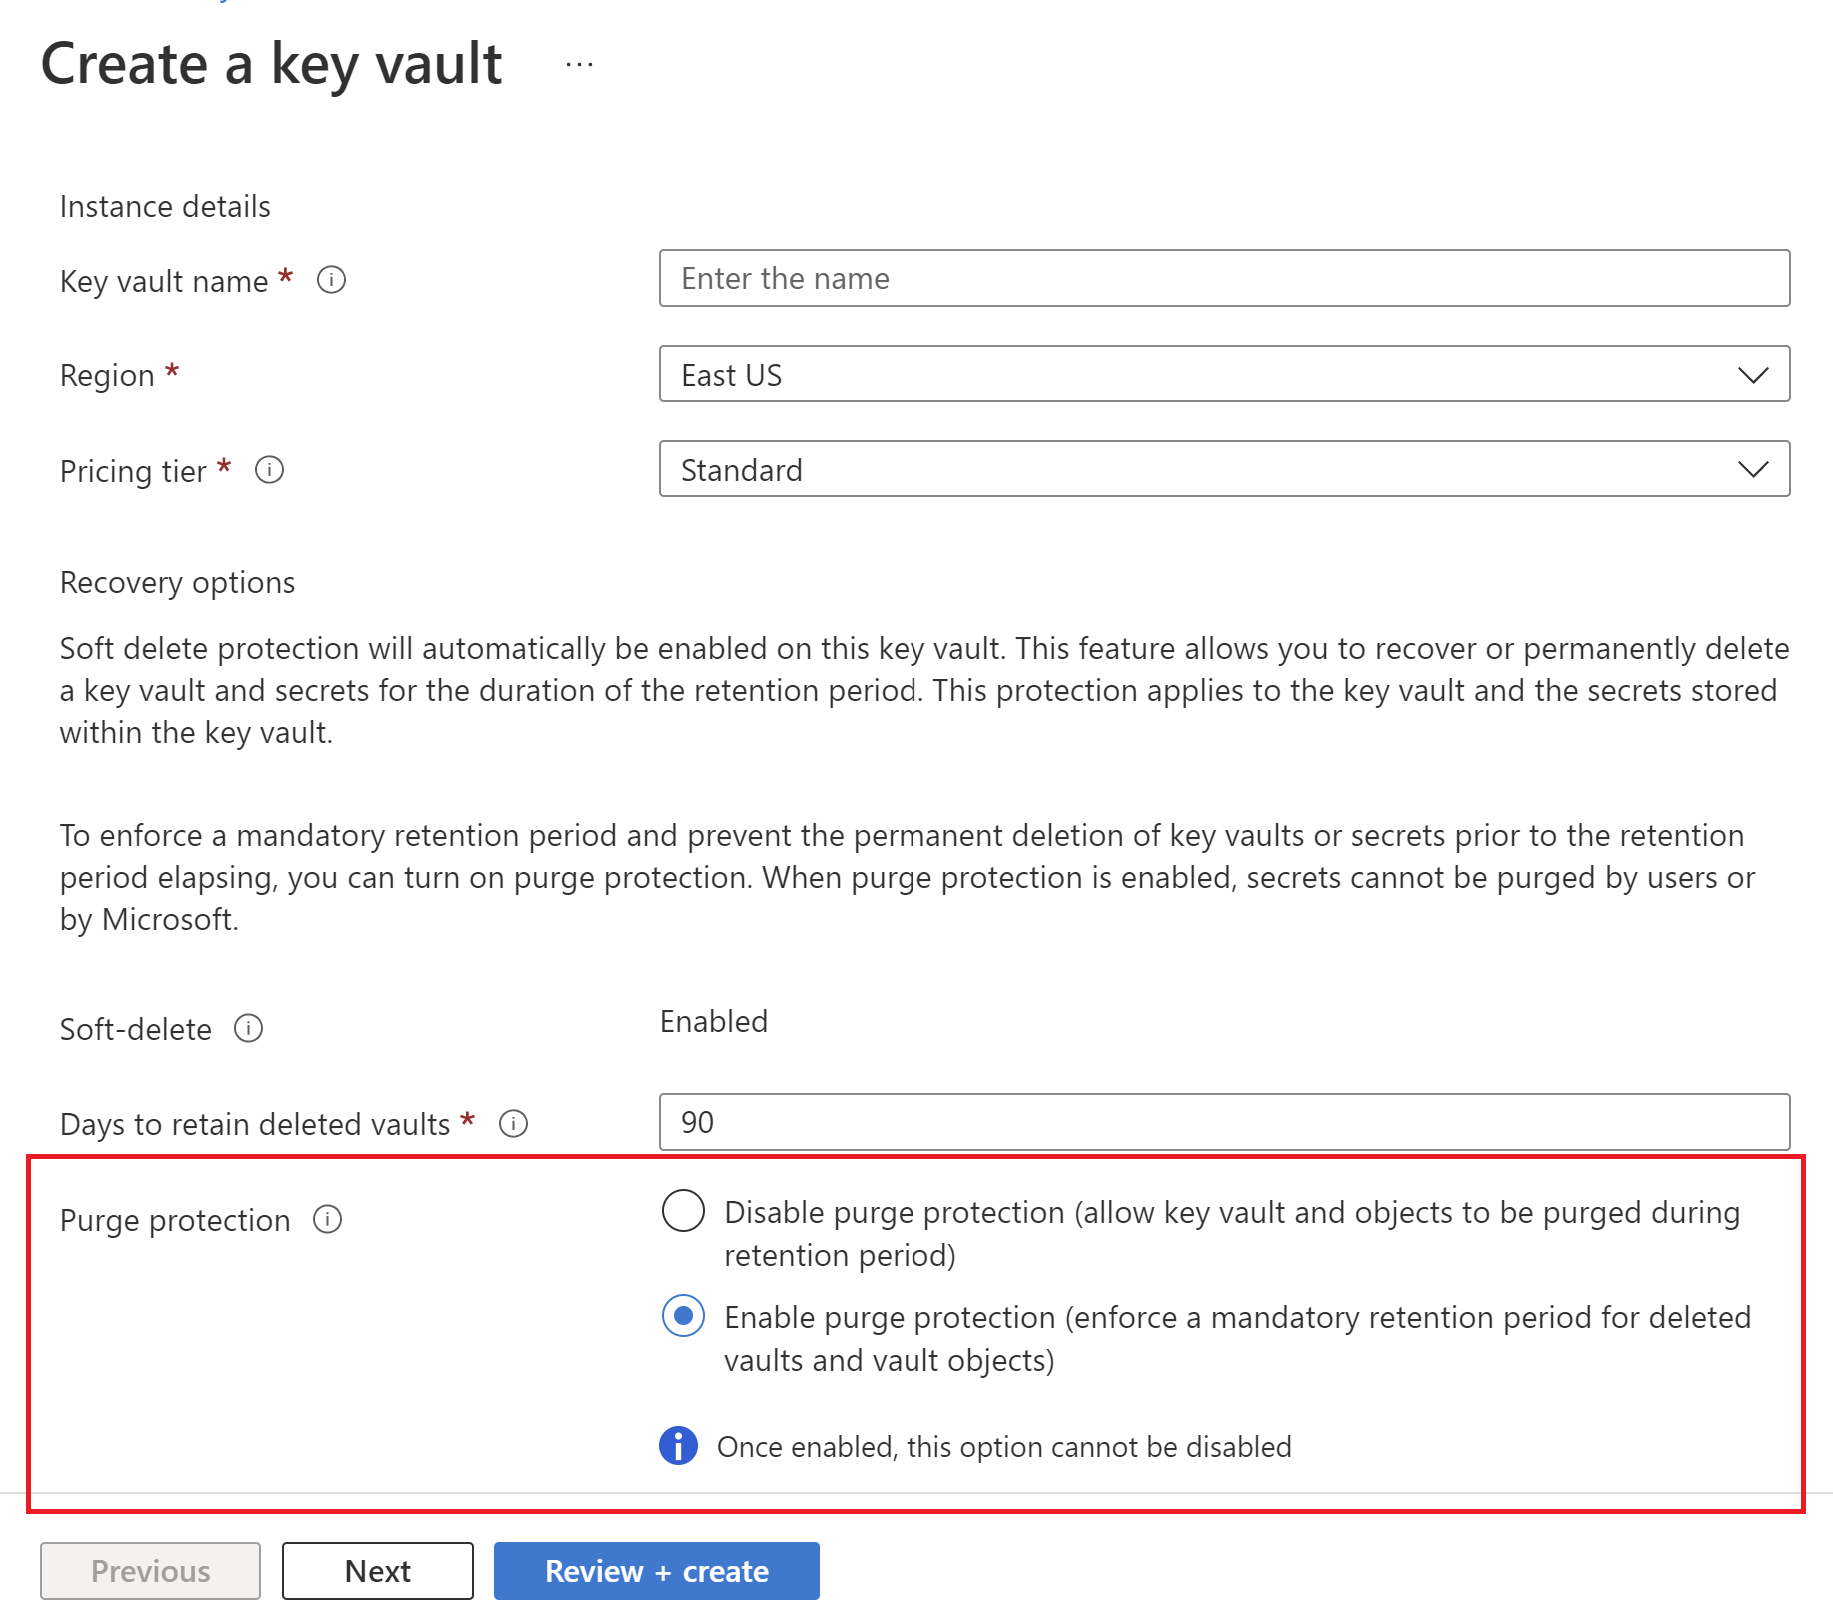 Create a key vault ...
Instance details
Key vault name *
Enter the name
Region *
East US
Pricing tier *
Standard
Recovery options
Soft delete protection will automatically be enabled on this key vault. This feature allows you to recover or permanently delete
a key vault and secrets for the duration of the retention period. This protection applies to the key vault and the secrets stored
within the key vault.
To enforce a mandatory retention period and prevent the permanent deletion of key vaults or secrets prior to the retention
period elapsing, you can turn on purge protection. When purge protection is enabled, secrets cannot be purged by users or
by Microsoft.
Soft-delete
Enabled
Days to retain deleted vaults *
90
Purge protection
Disable purge protection (allow key vault and objects to be purged during
retention period)
Enable purge protection (enforce a mandatory retention period for deleted
vaults and vault objects)
Once enabled, this option cannot be disabled
Previous
Next
Review + create